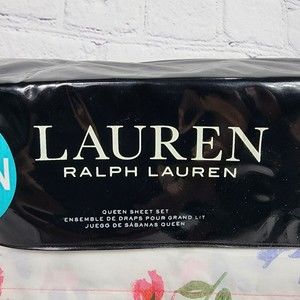 LAUREN
RALPH LAUREN
QUEEN SHEET SET
ENSEMBLE DE DRAPS POUR GRAND LIT
JUEGO DE SÁBANAS QUEEN